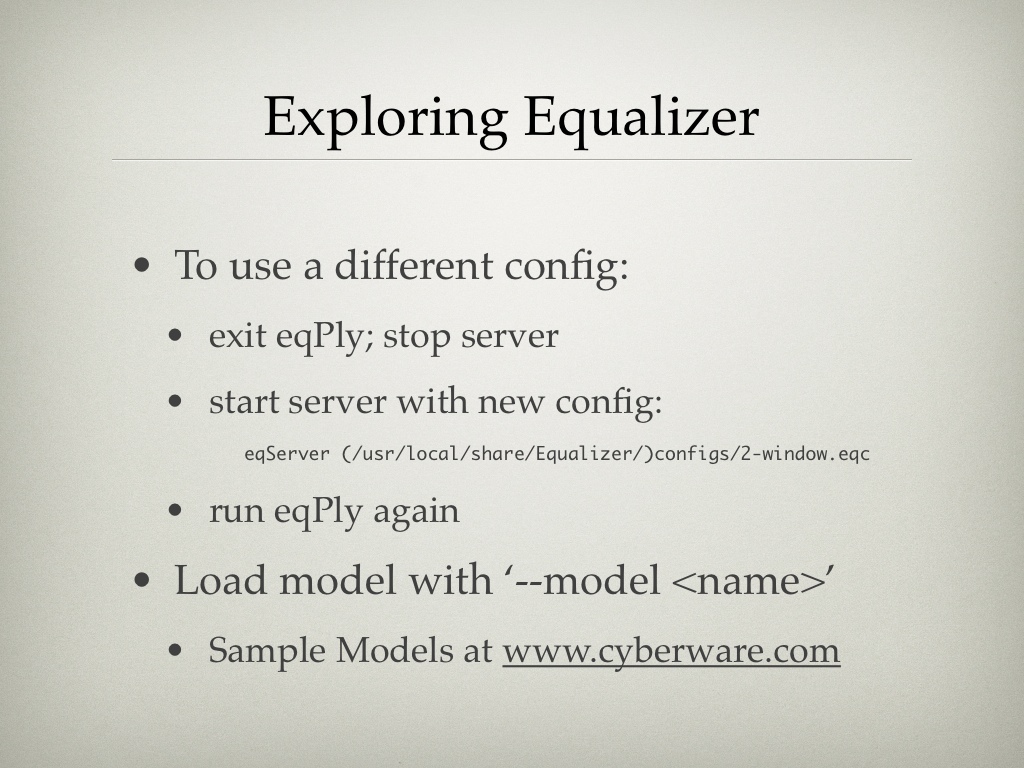 Exploring Equalizer
• To use a different config:
• exit eqPly; stop server
• start server with new config:
eqServer (/usr/local/share/Equalizer/)configs/2-window.eqc
• run eqPly again
• Load model with ‘--model <name>’
• Sample Models at www.cyberware.com